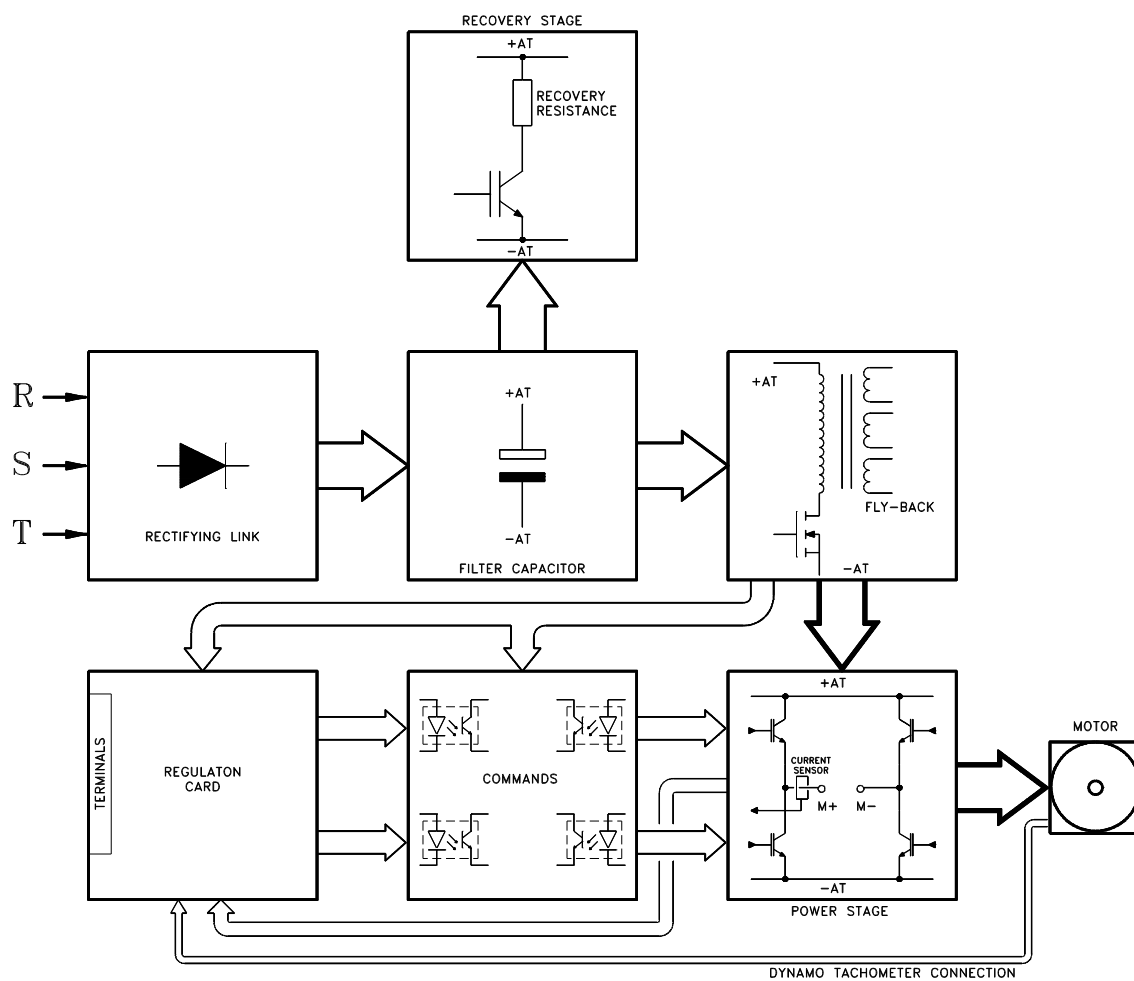 RECOVERY STAGE
+AT
RECOVERY
RESISTANCE
-AT
R
S
T
RECTIFYING LINK
+AT
-AT
FILTER CAPACITOR
+AT
FLY-BACK
-AT
TERMINALS
REGULATON
CARD
COMMANDS
+AT
CURRENT
SENSOR
M+
M-
-AT
POWER STAGE
MOTOR
DYNAMO TACHOMETER CONNECTION